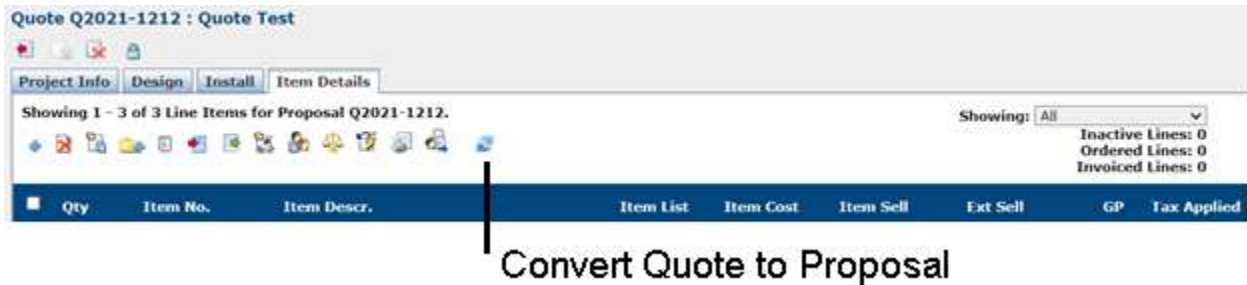 Quote Q2021-1212 : Quote Test
Project Info Design Install Item Details
Showing 1 - 3 of 3 Line Items for Proposal Q2021-1212.
Showing: All
Inactive Lines: 0
Ordered Lines: 0
Invoiced Lines: 0
Qty Item No. Item Descr. Item List Item Cost Item Sell Ext Sell GP Tax Applied
Convert Quote to Proposal